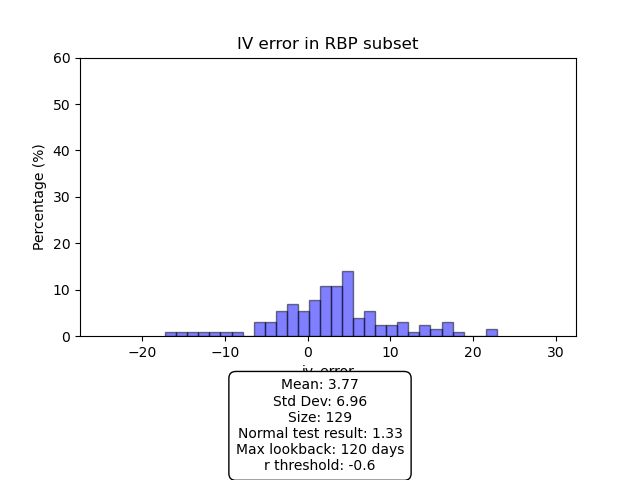 IV error in RBP subset
60
50
40
30
20
10
0
Percentage (%)
−20 −10 0 10 20 30
iv_error
Mean: 3.77
Std Dev: 6.96
Size: 129
Normal test result: 1.33
Max lookback: 120 days
r threshold: -0.6